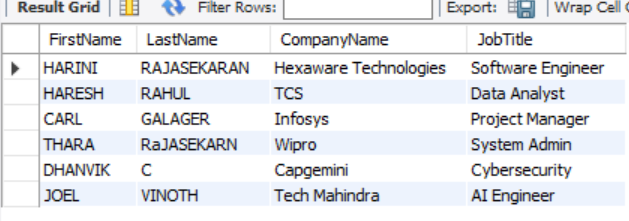 Result Grid Filter Rows: Export: Wrap Cell
FirstName LastName CompanyName JobTitle
HARINI RAJASEKARAN Hexaware Technologies Software Engineer
HARESH RAHUL TCS Data Analyst
CARL GALAGER Infosys Project Manager
THARA RaJASEKARN Wipro System Admin
DHANVIK C Capgemini Cybersecurity
JOEL VINOTH Tech Mahindra AI Engineer